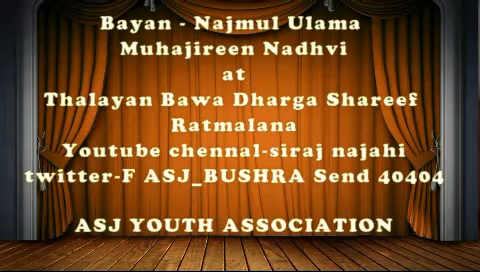 Bayan - Najmul Ulama
Muhajireen Nadhvi
at
Thalayan Bawa Dharga Shareef
Ratmalana
Youtube chennal-siraj najahi
twitter-F ASJ_BUSHRA Send 40404
ASJ YOUTH ASSOCIATION